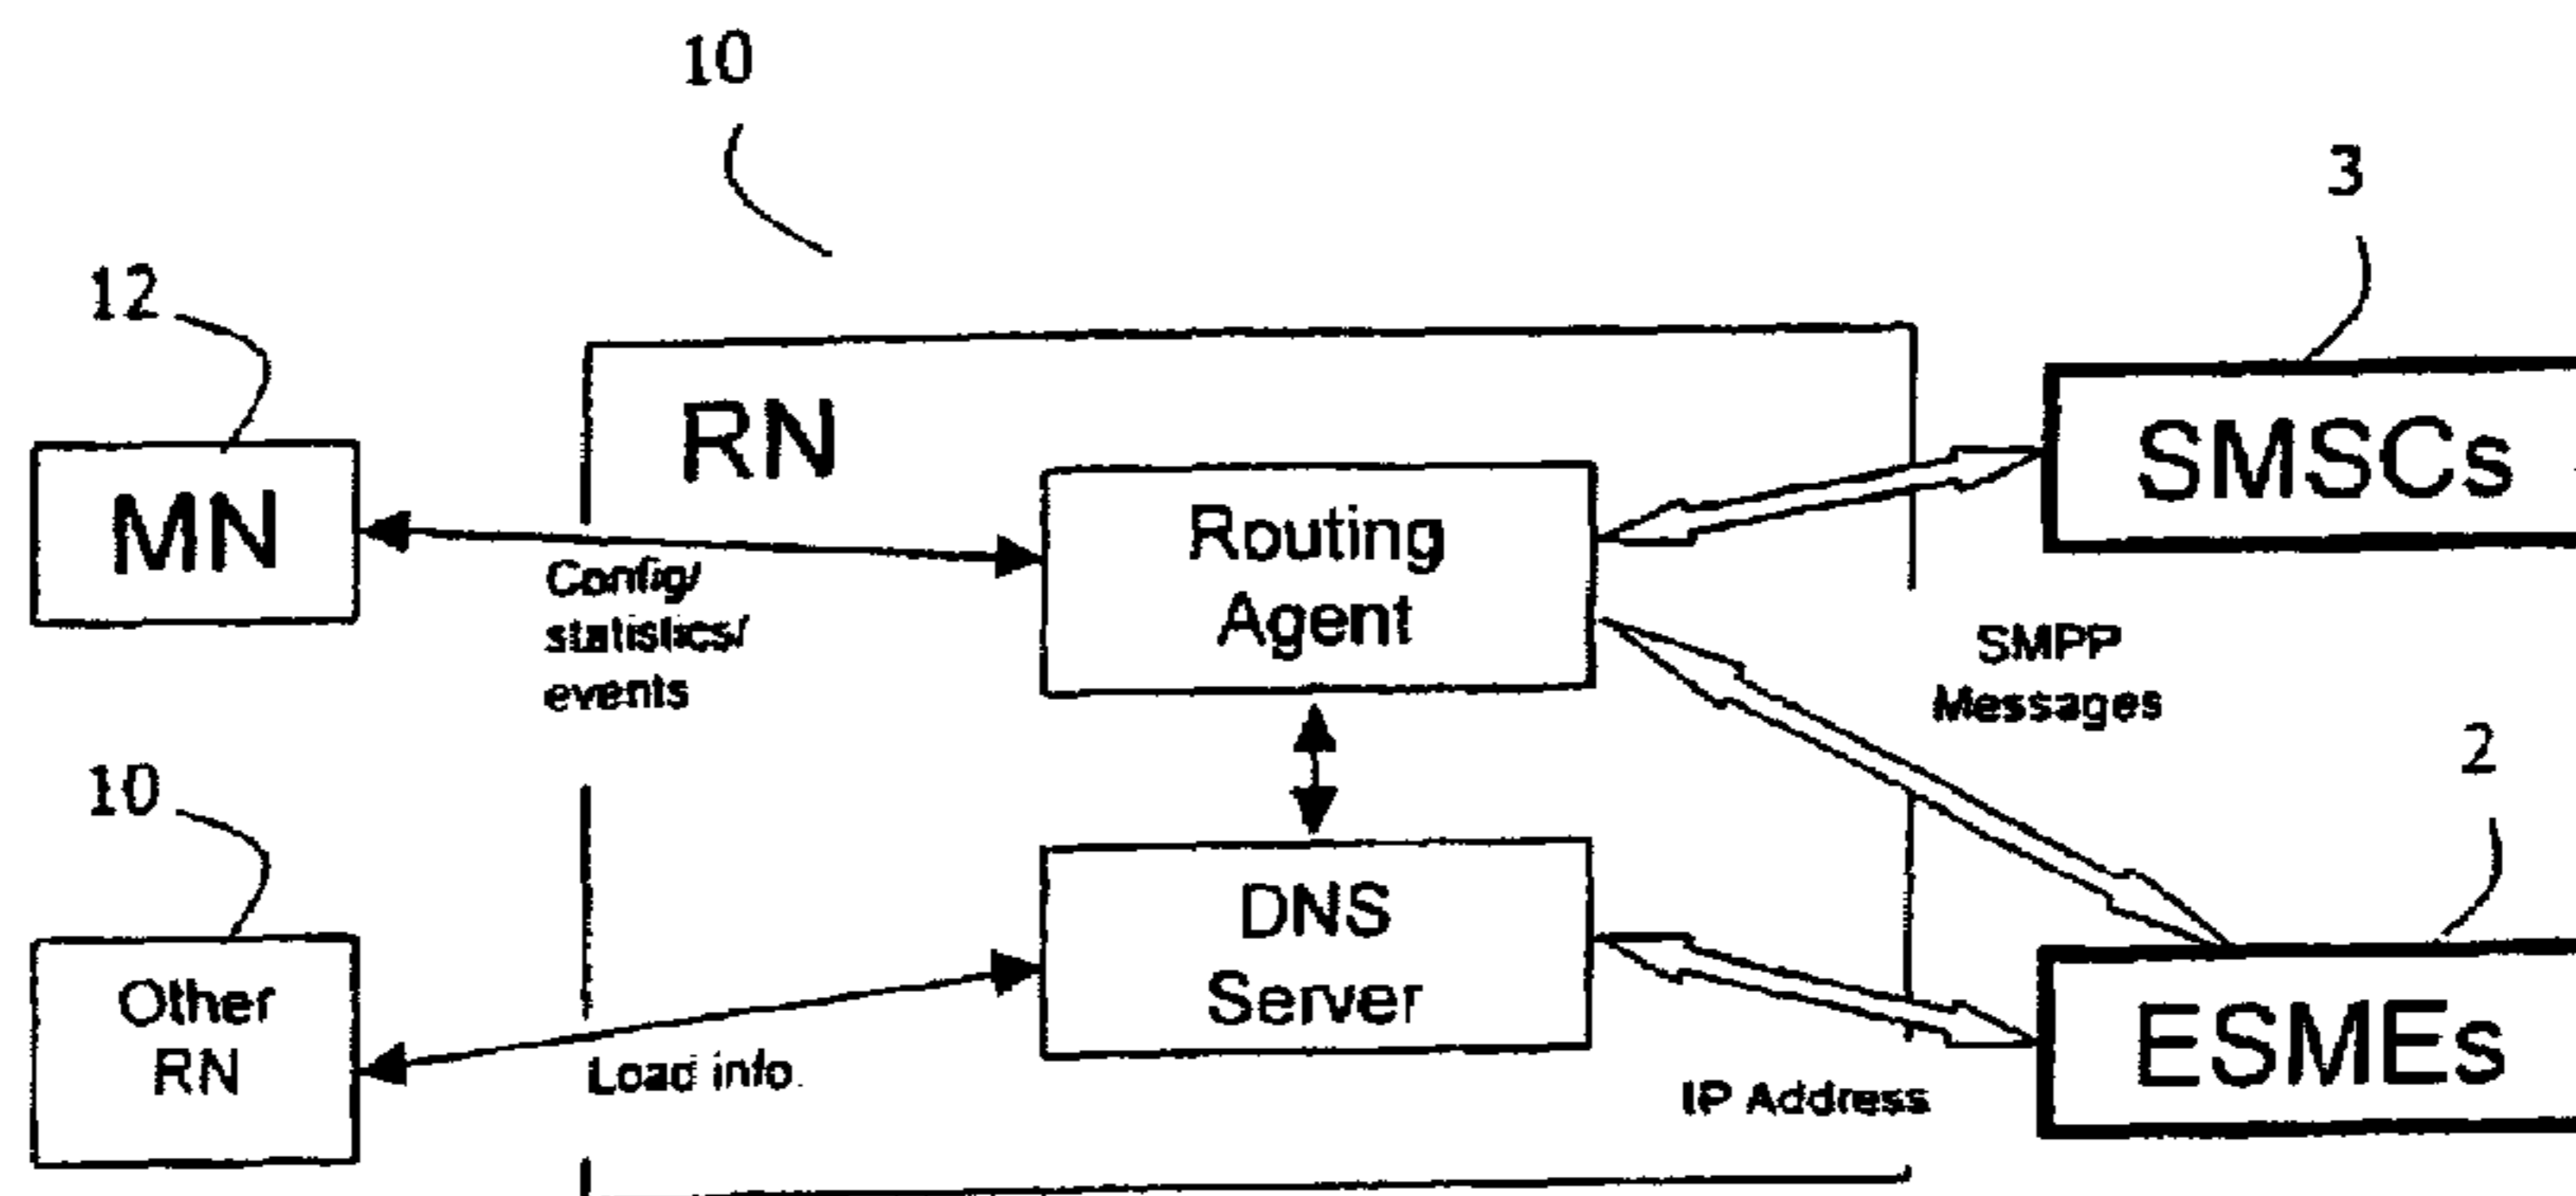 10
3
12
RN
SMSCs
MN
Routing
Agent
Config/
statistics/
events
SMPP
Messages
2
10
DNS
Server
Other
RN
ESMEs
Load info.
IP Address